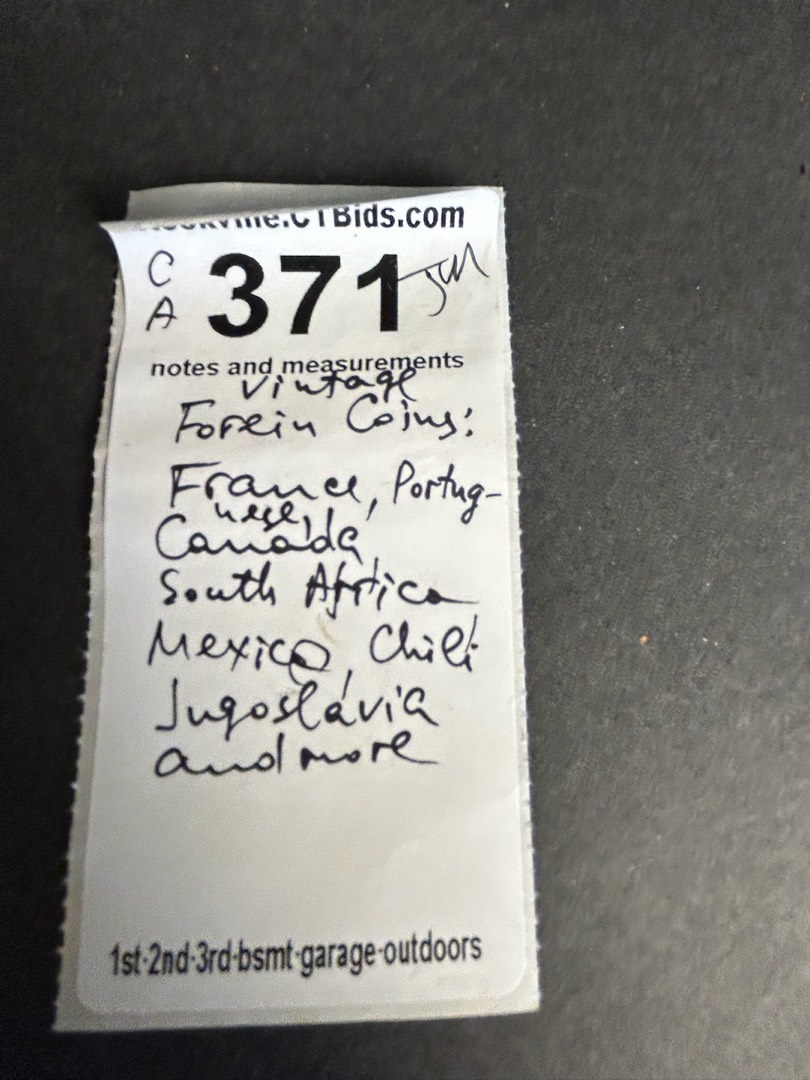 CTBids.com
C
A
371
notes and measurements
vintage
Forein Coins:
France, Portug-
uese,
Canada,
South Africa
Mexico, Chili
Jugoslavia
and more
1st·2nd·3rd·bsmt·garage·outdoors